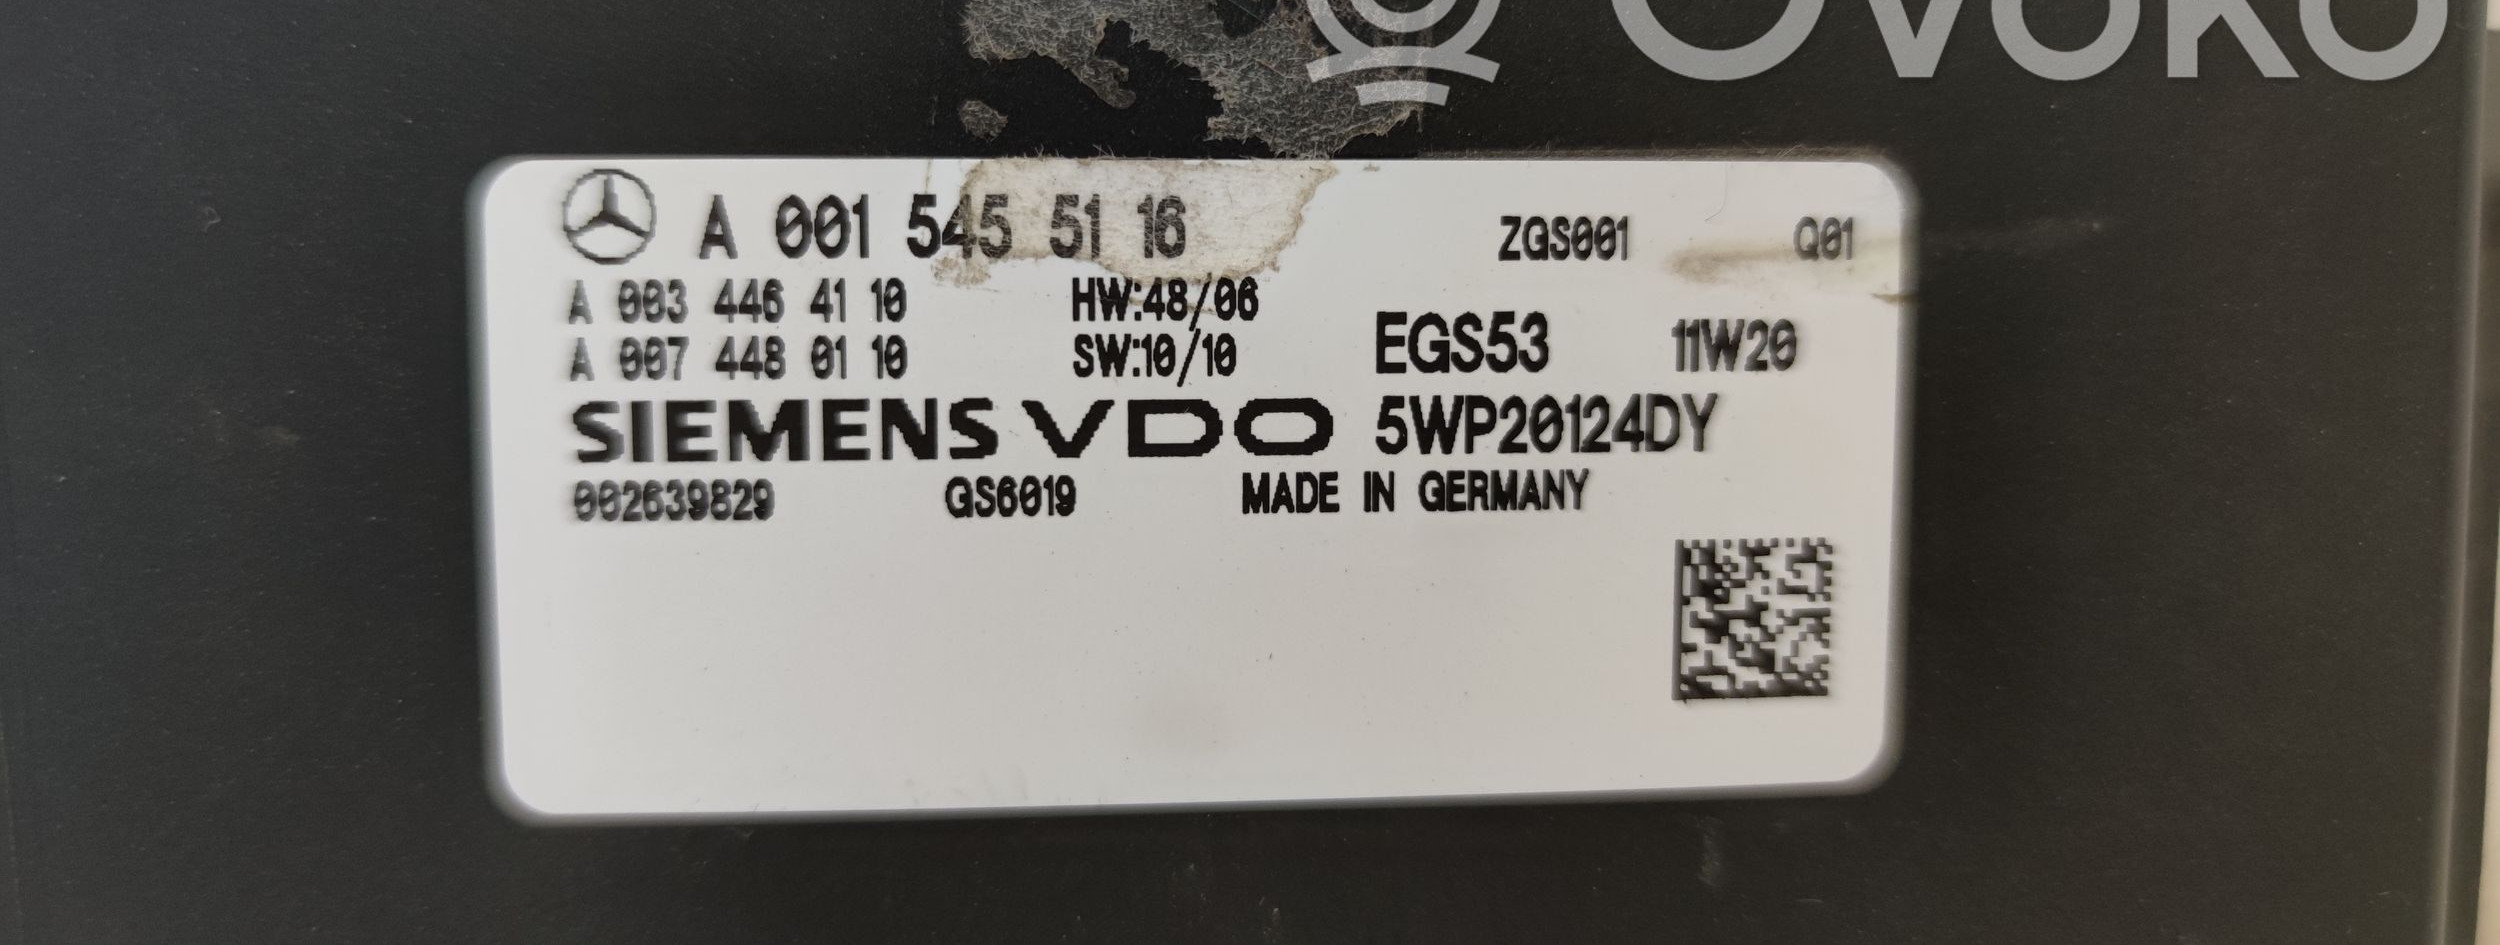 OVOKO
A 001 545 51 16 ZGS001 Q01
A 003 446 41 10 HW:48/06
A 007 448 01 10 SW:10/10 EGS53 11W20
SIEMENS VDO 5WP20124DY
002639829 GS6019 MADE IN GERMANY